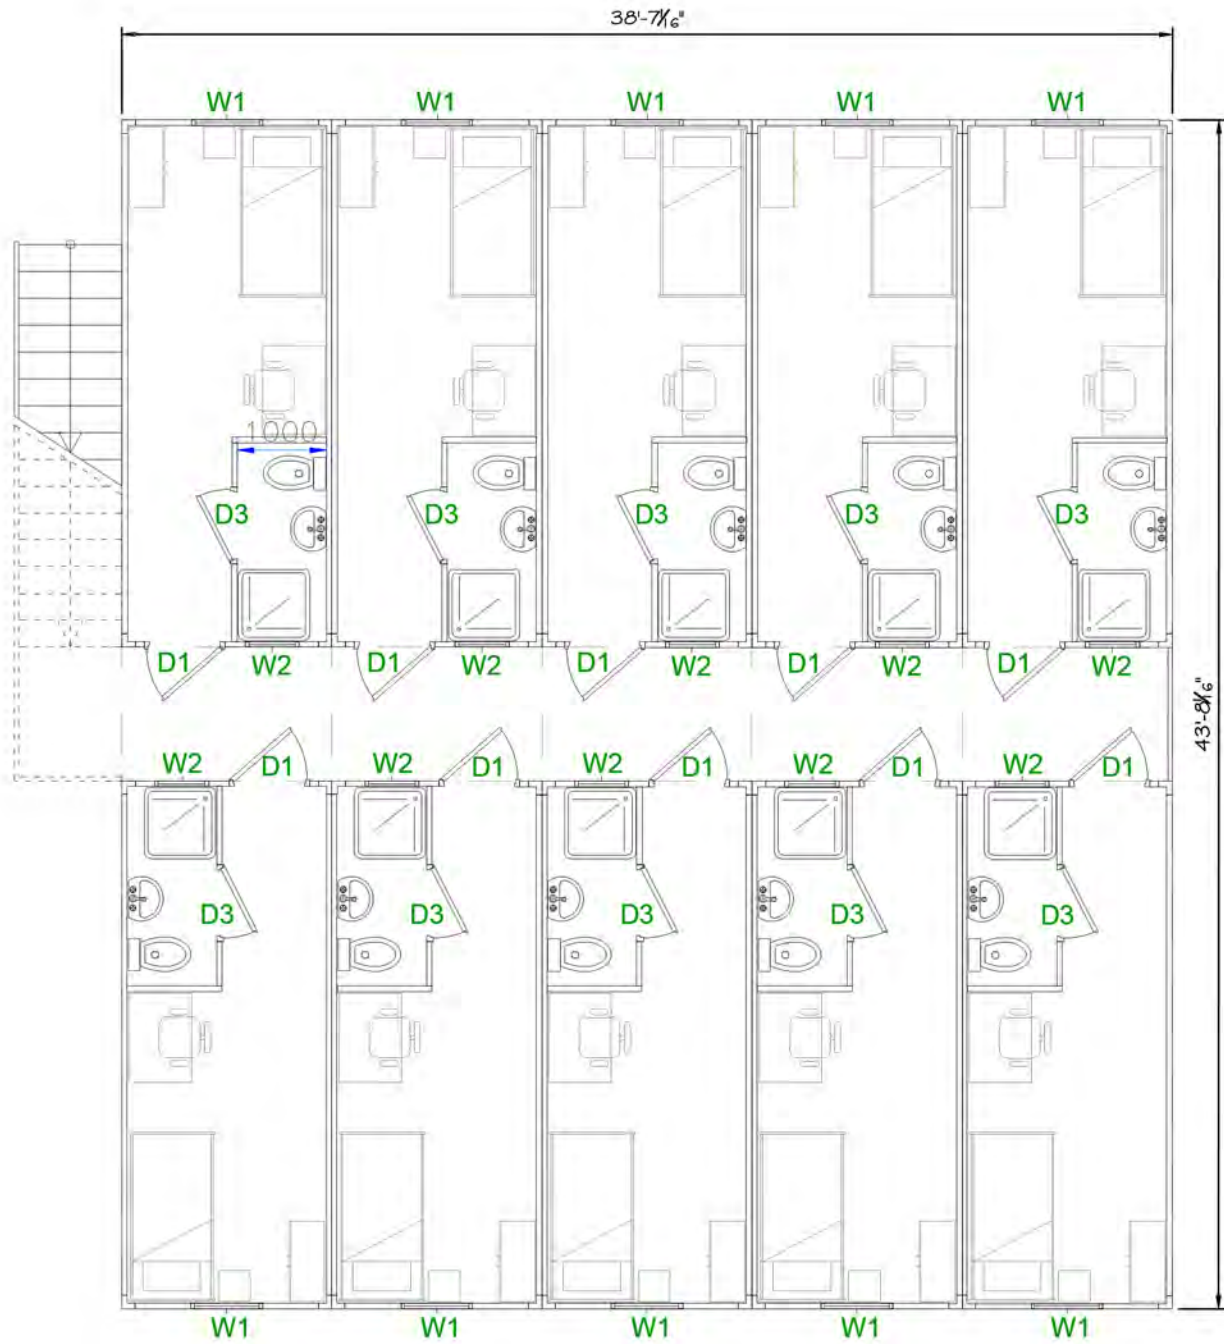 38'-7 1/16"
W1 W1 W1 W1 W1
1000
D3 D3 D3 D3 D3
D1 W2 D1 W2 D1 W2 D1 W2 D1 W2
43'-8 1/16"
W2 D1 W2 D1 W2 D1 W2 D1 W2 D1
D3 D3 D3 D3 D3
W1 W1 W1 W1 W1